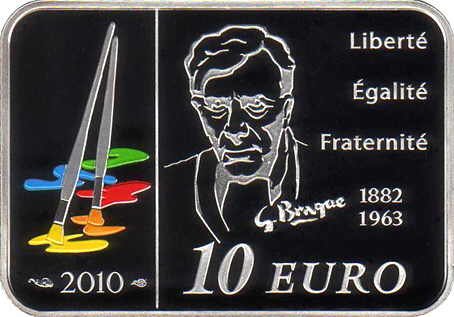 Liberté
Égalité
Fraternité
G. Braque
1882
1963
2010
10 EURO